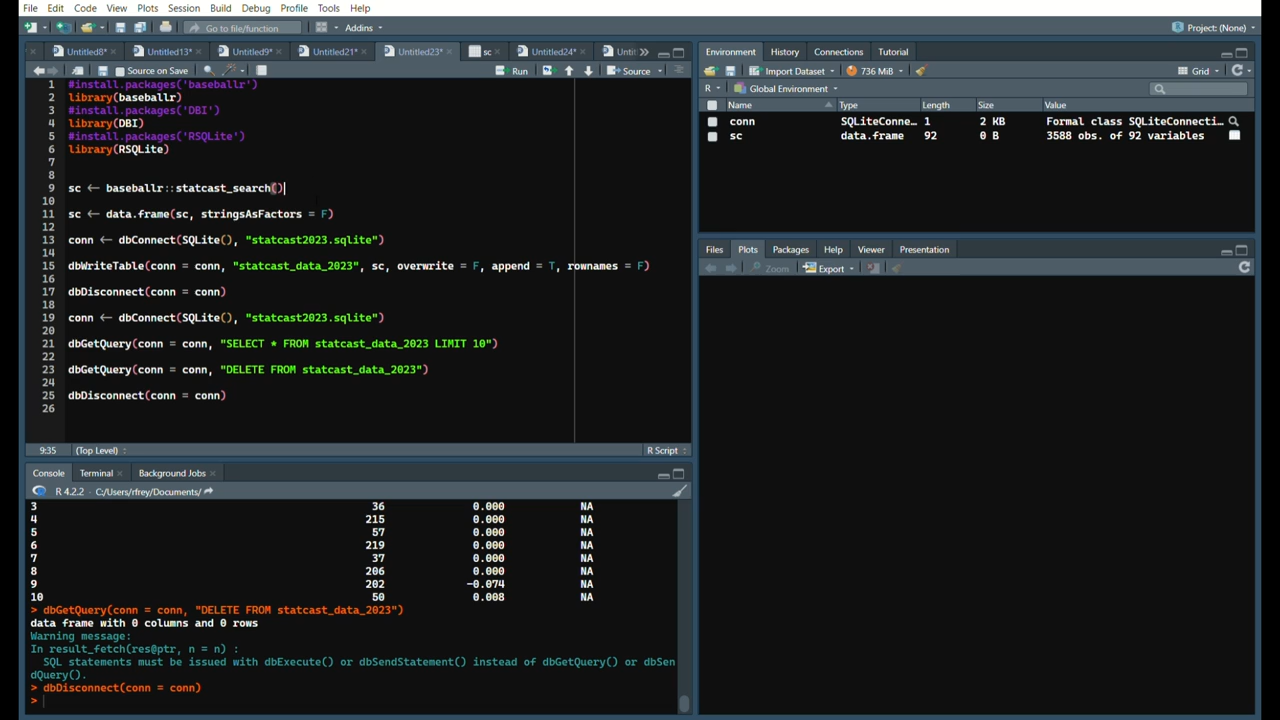 File Edit Code View Plots Session Build Debug Profile Tools Help
Go to file/function Addins Project: (None)
Untitled8* Untitled13* Untitled9* Untitled21* Untitled23* sc Untitled24* Untit
Source on Save Run Source
1 #install.packages('baseballr')
2 library(baseballr)
3 #install.packages('DBI')
4 library(DBI)
5 #install.packages('RSQLite')
6 library(RSQLite)
7
8
9 sc ← baseballr::statcast_search()
10
11 sc ← data.frame(sc, stringsAsFactors = F)
12
13 conn ← dbConnect(SQLite(), "statcast2023.sqlite")
14
15 dbWriteTable(conn = conn, "statcast_data_2023", sc, overwrite = F, append = T, rownames = F)
16
17 dbDisconnect(conn = conn)
18
19 conn ← dbConnect(SQLite(), "statcast2023.sqlite")
20
21 dbGetQuery(conn = conn, "SELECT * FROM statcast_data_2023 LIMIT 10")
22
23 dbGetQuery(conn = conn, "DELETE FROM statcast_data_2023")
24
25 dbDisconnect(conn = conn)
26
9:35 (Top Level) R Script
Console Terminal Background Jobs
R 4.2.2 · C:/Users/rfrey/Documents/
3 36 0.000 NA
4 215 0.000 NA
5 57 0.000 NA
6 219 0.000 NA
7 37 0.000 NA
8 206 0.000 NA
9 202 -0.074 NA
10 50 0.008 NA
> dbGetQuery(conn = conn, "DELETE FROM statcast_data_2023")
data frame with 0 columns and 0 rows
Warning message:
In result_fetch(res@ptr, n = n) :
SQL statements must be issued with dbExecute() or dbSendStatement() instead of dbGetQuery() or dbSen
dQuery().
> dbDisconnect(conn = conn)
>
Environment History Connections Tutorial
Import Dataset 736 MiB Grid
R Global Environment
Name Type Length Size Value
conn SQLiteConne… 1 2 KB Formal class SQLiteConnecti…
sc data.frame 92 0 B 3588 obs. of 92 variables
Files Plots Packages Help Viewer Presentation
Zoom Export